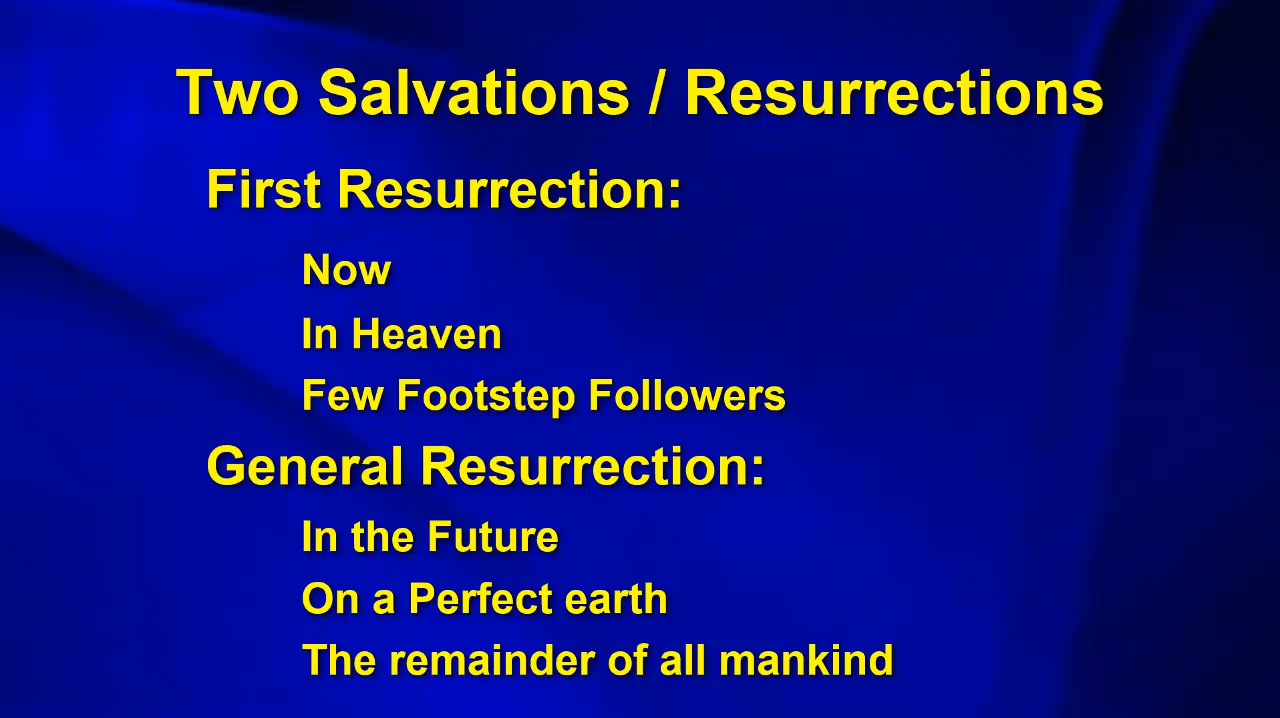 Two Salvations / Resurrections
First Resurrection:
Now
In Heaven
Few Footstep Followers
General Resurrection:
In the Future
On a Perfect earth
The remainder of all mankind